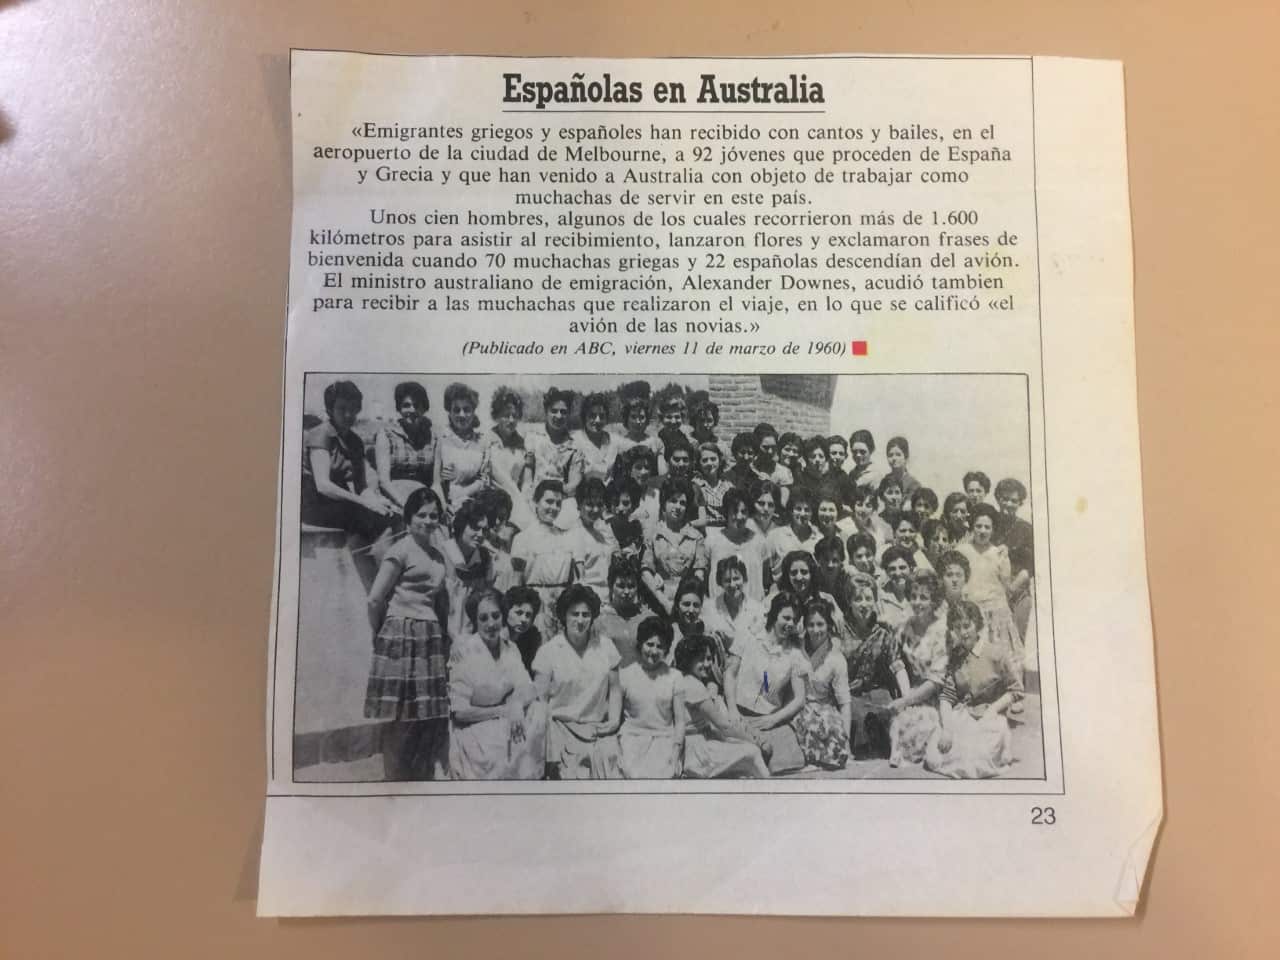 Españolas en Australia
«Emigrantes griegos y españoles han recibido con cantos y bailes, en el
aeropuerto de la ciudad de Melbourne, a 92 jóvenes que proceden de España
y Grecia y que han venido a Australia con objeto de trabajar como
muchachas de servir en este país.
Unos cien hombres, algunos de los cuales recorrieron más de 1.600
kilómetros para asistir al recibimiento, lanzaron flores y exclamaron frases de
bienvenida cuando 70 muchachas griegas y 22 españolas descendían del avión.
El ministro australiano de emigración, Alexander Downes, acudió tambien
para recibir a las muchachas que realizaron el viaje, en lo que se calificó «el
avión de las novias.»
(Publicado en ABC, viernes 11 de marzo de 1960)
23